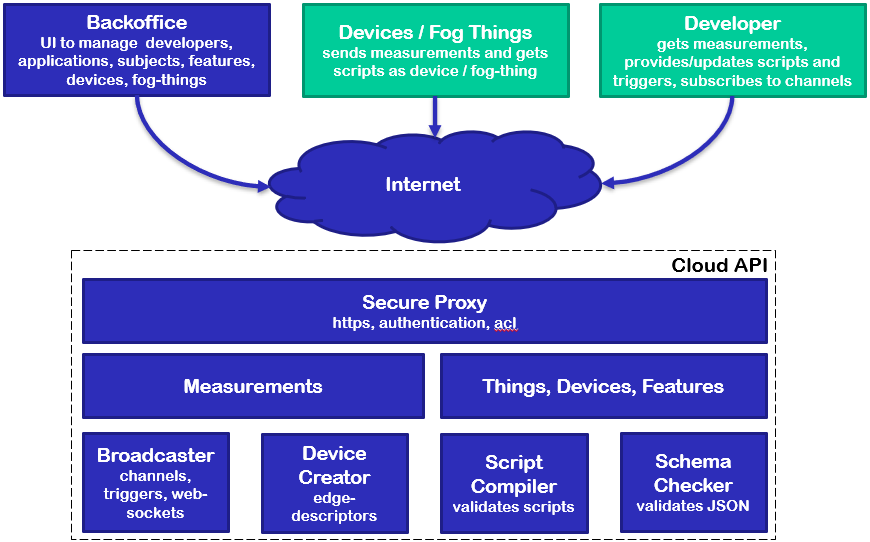 Backoffice
UI to manage developers,
applications, subjects, features,
devices, fog-things
Devices / Fog Things
sends measurements and gets
scripts as device / fog-thing
Developer
gets measurements,
provides/updates scripts and
triggers, subscribes to channels
Internet
Cloud API
Secure Proxy
https, authentication, acl
Measurements
Things, Devices, Features
Broadcaster
channels,
triggers, web-
sockets
Device
Creator
edge-
descriptors
Script
Compiler
validates scripts
Schema
Checker
validates JSON